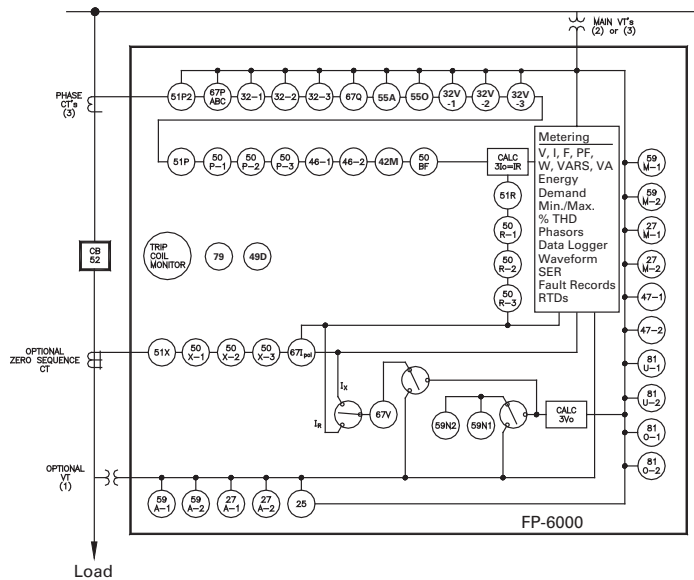 MAIN VT's
(2) or (3)
PHASE
CT's
(3)
51P2
67P
ABC
32-1
32-2
32-3
67Q
55A
55O
32V
-1
32V
-2
32V
-3
51P
50
P-1
50
P-2
50
P-3
46-1
46-2
42M
50
BF
CALC
3Io=IR
Metering
V, I, F, PF,
W, VARS, VA
Energy
Demand
Min./Max.
% THD
Phasors
Data Logger
Waveform
SER
Fault Records
RTDs
59
M-1
59
M-2
27
M-1
27
M-2
47-1
47-2
81
U-1
81
U-2
81
O-1
81
O-2
51R
50
R-1
50
R-2
50
R-3
CB
52
TRIP
COIL
MONITOR
79
49D
OPTIONAL
ZERO SEQUENCE
CT
51X
50
X-1
50
X-2
50
X-3
67Ipol
IX
IR
67V
59N2
59N1
CALC
3Vo
OPTIONAL
VT
(1)
59
A-1
59
A-2
27
A-1
27
A-2
25
FP-6000
Load